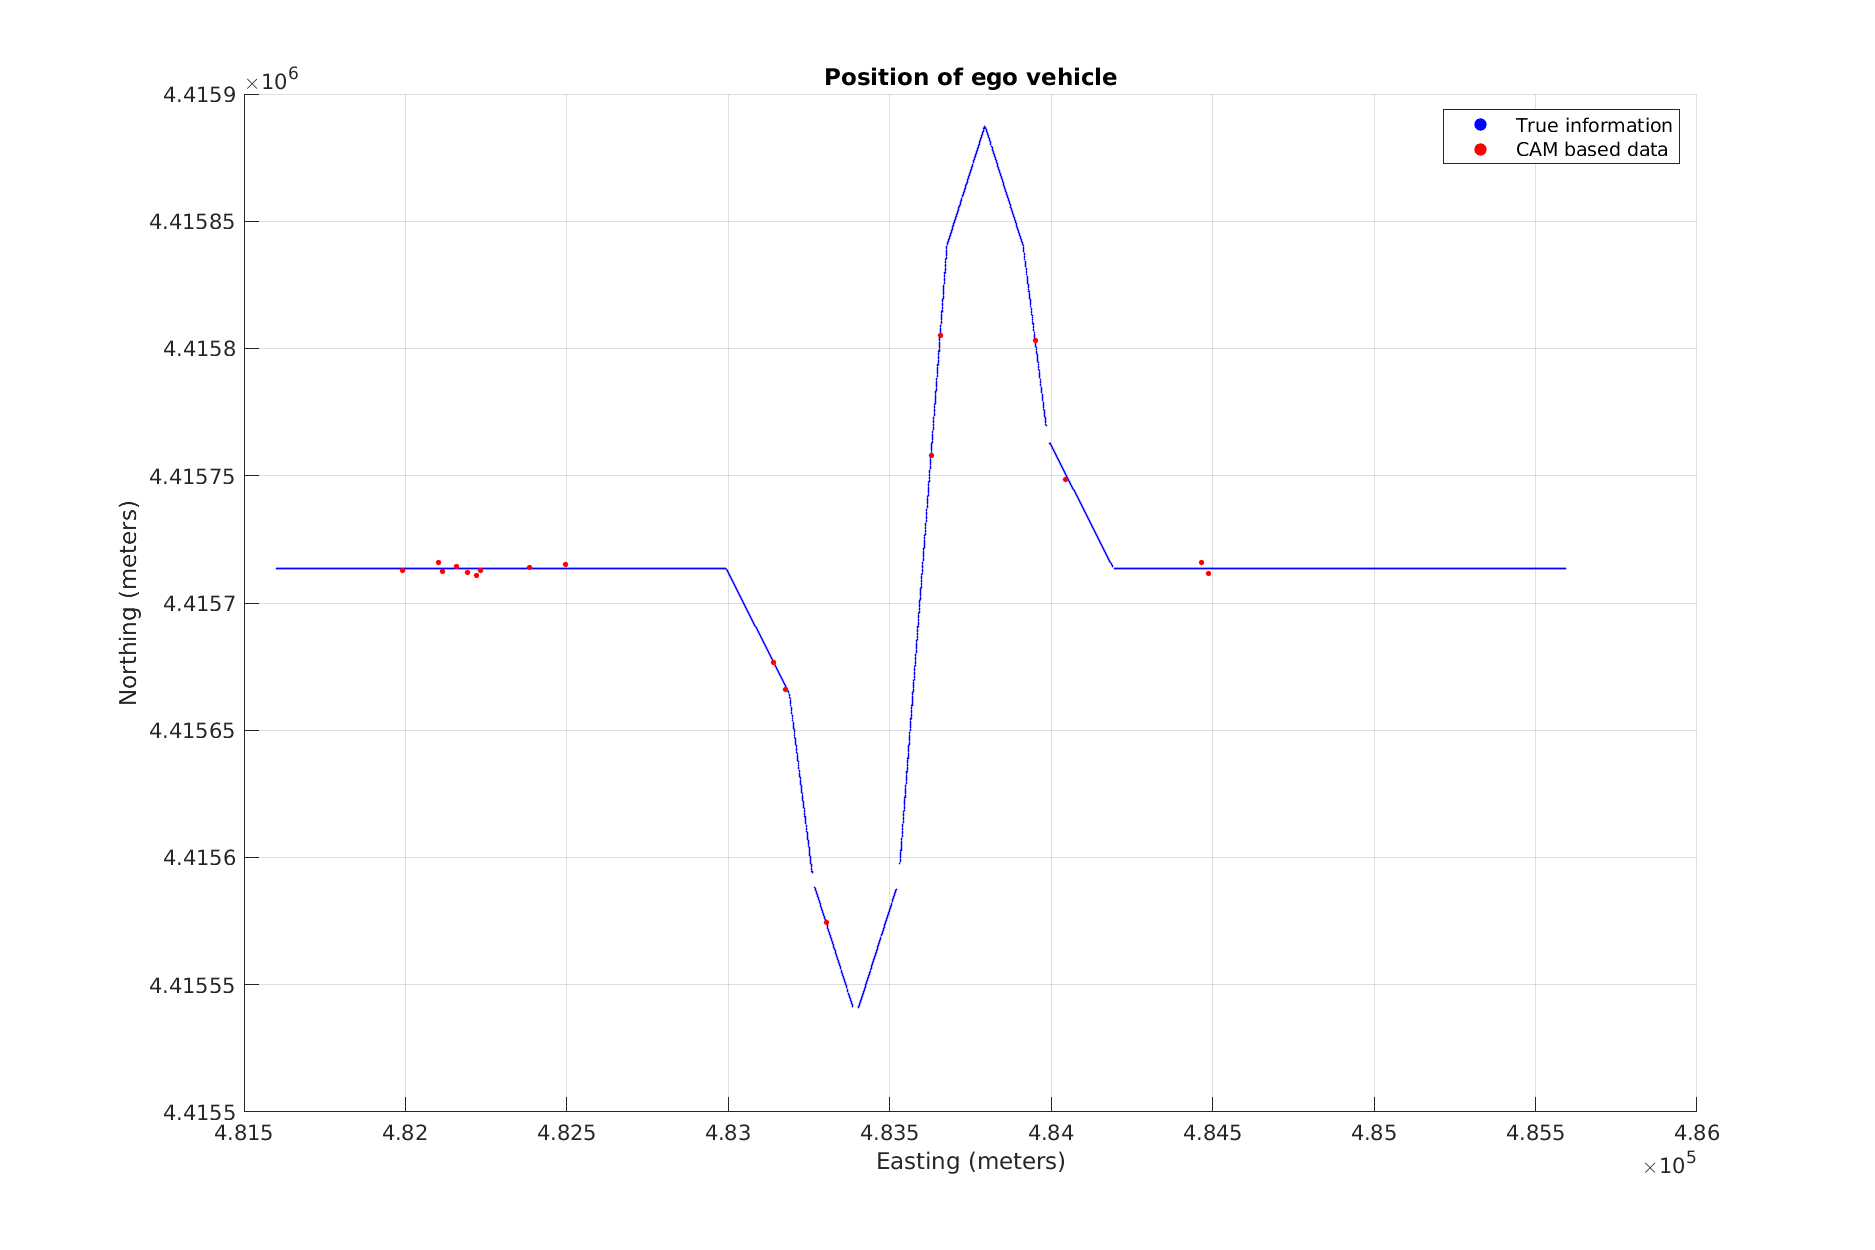 Position of ego vehicle
×10^6
4.4159
4.41585
4.4158
4.41575
4.4157
4.41565
4.4156
4.41555
4.4155
Northing (meters)
True information
CAM based data
4.815 4.82 4.825 4.83 4.835 4.84 4.845 4.85 4.855 4.86
Easting (meters)
×10^5